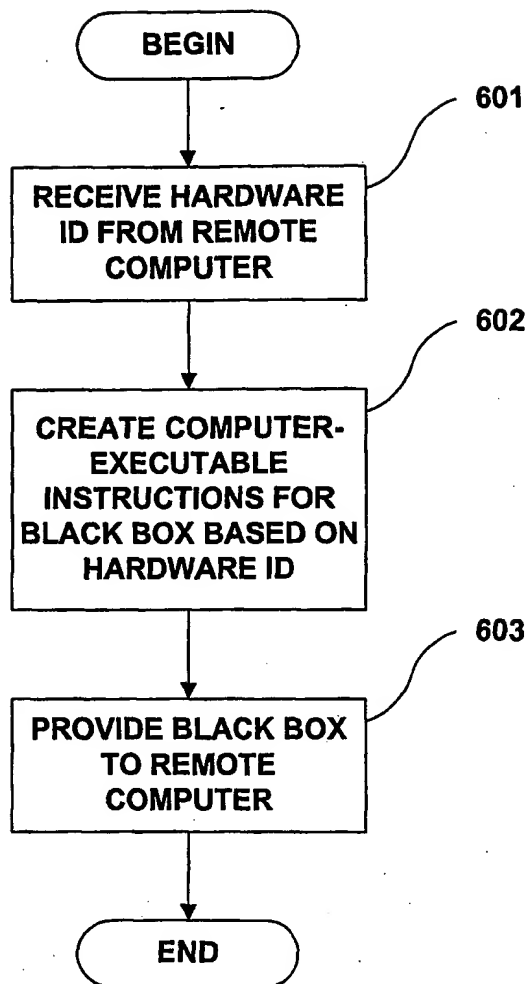 BEGIN
601
RECEIVE HARDWARE
ID FROM REMOTE
COMPUTER
602
CREATE COMPUTER-
EXECUTABLE
INSTRUCTIONS FOR
BLACK BOX BASED ON
HARDWARE ID
603
PROVIDE BLACK BOX
TO REMOTE
COMPUTER
END